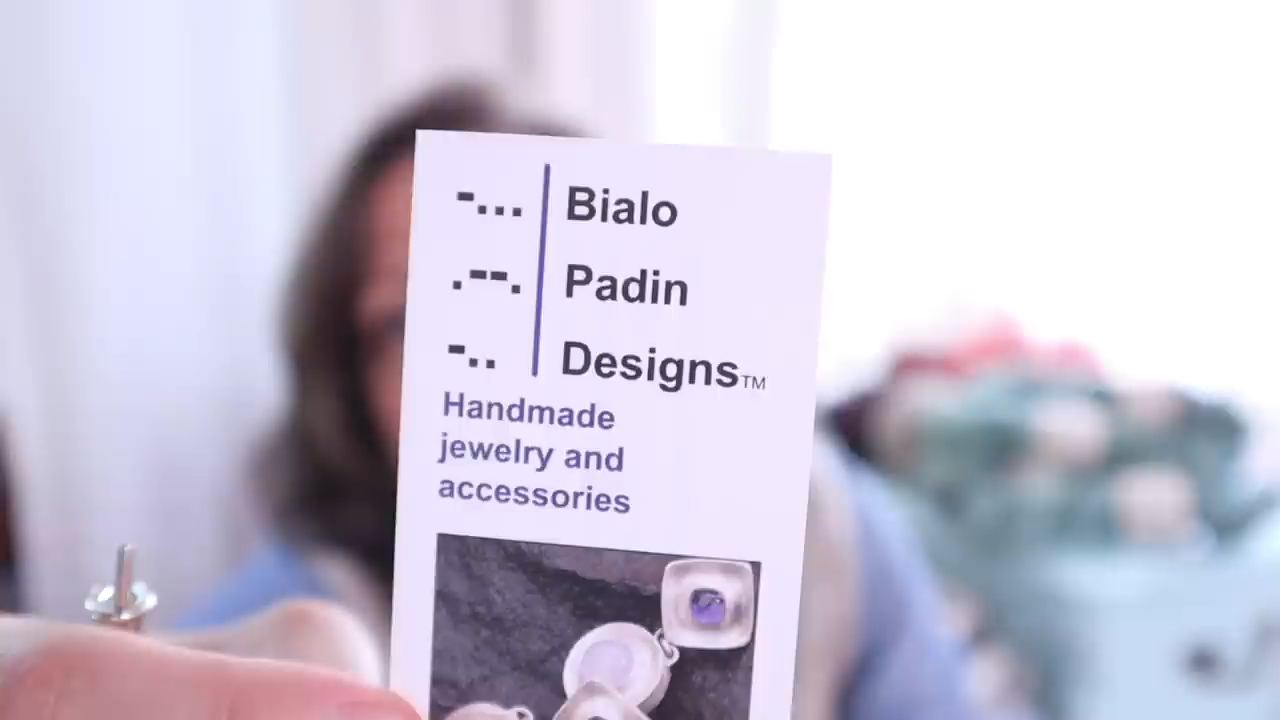 -... Bialo
.--. Padin
-.. Designs™
Handmade
jewelry and
accessories